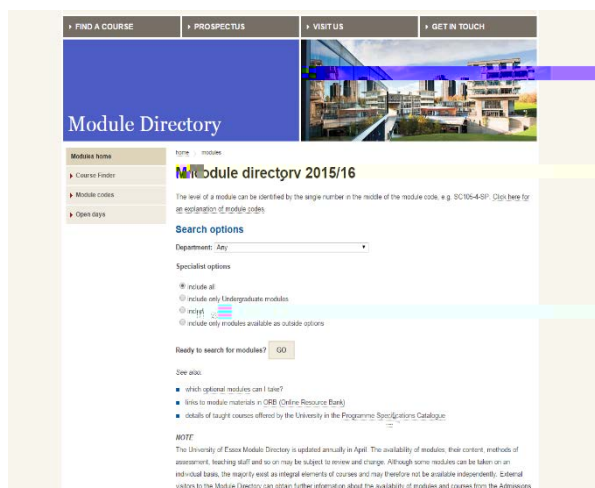 FIND A COURSE
PROSPECTUS
VISIT US
GET IN TOUCH
Module Directory
Modules home
Course Finder
Module codes
Open days
home modules
directory 2015/16
The level of a module can be identified by the single number in the middle of the module code, e.g. SC105-4-SP. Click here for
an explanation of module codes.
Search options
Department: Any
Specialist options
include all
include only Undergraduate modules
include only modules available as outside options
Ready to search for modules? GO
See also:
which optional modules can I take?
links to module materials in ORB (Online Resource Bank)
details of taught courses offered by the University in the Programme Specifications Catalogue
NOTE
The University of Essex Module Directory is updated annually in April. The availability of modules, their content, methods of
assessment, teaching staff and so on may be subject to review and change. Although some modules can be taken on an
individual basis, the majority exist as integral elements of courses and may therefore not be available independently. External
visitors to the Module Directory can obtain further information about the availability of modules and courses from the Admissions